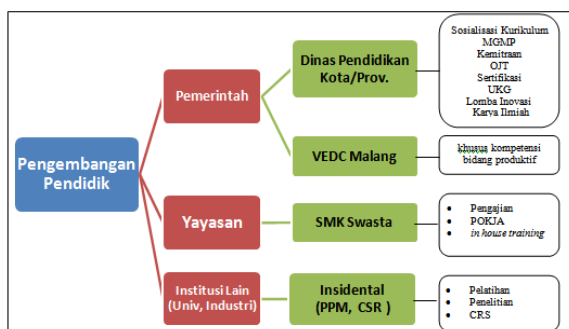 Pengembangan
Pendidik
Pemerintah
Dinas Pendidikan
Kota/Prov.
Sosialisasi Kurikulum
MGMP
Kemitraan
OJT
Sertifikasi
UKG
Lomba Inovasi
Karya Ilmiah
VEDC Malang
khusus kompetensi
bidang produktif
Yayasan
SMK Swasta
• Pengajian
• POKJA
• in house training
Institusi Lain
(Univ, Industri)
Insidental
(PPM, CSR )
• Pelatihan
• Penelitian
• CRS